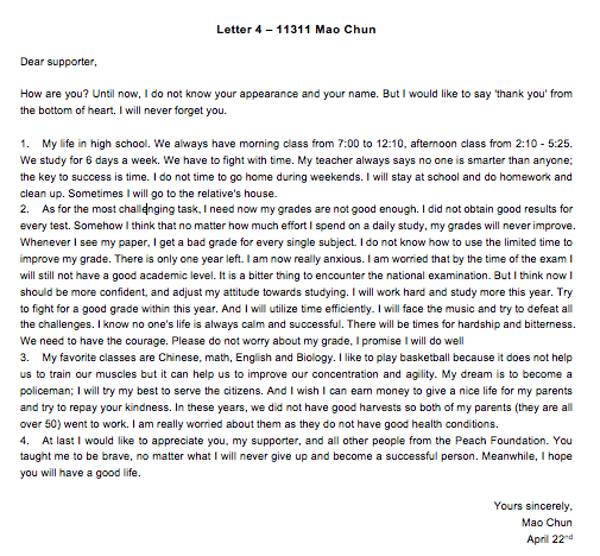 Letter 4 – 11311 Mao Chun
Dear supporter,
How are you? Until now, I do not know your appearance and your name. But I would like to say 'thank you' from
the bottom of heart. I will never forget you.
1. My life in high school. We always have morning class from 7:00 to 12:10, afternoon class from 2:10 - 5:25.
We study for 6 days a week. We have to fight with time. My teacher always says no one is smarter than anyone;
the key to success is time. I do not time to go home during weekends. I will stay at school and do homework and
clean up. Sometimes I will go to the relative's house.
2. As for the most challenging task, I need now my grades are not good enough. I did not obtain good results for
every test. Somehow I think that no matter how much effort I spend on a daily study, my grades will never improve.
Whenever I see my paper, I get a bad grade for every single subject. I do not know how to use the limited time to
improve my grade. There is only one year left. I am now really anxious. I am worried that by the time of the exam I
will still not have a good academic level. It is a bitter thing to encounter the national examination. But I think now I
should be more confident, and adjust my attitude towards studying. I will work hard and study more this year. Try
to fight for a good grade within this year. And I will utilize time efficiently. I will face the music and try to defeat all
the challenges. I know no one's life is always calm and successful. There will be times for hardship and bitterness.
We need to have the courage. Please do not worry about my grade, I promise I will do well
3. My favorite classes are Chinese, math, English and Biology. I like to play basketball because it does not help
us to train our muscles but it can help us to improve our concentration and agility. My dream is to become a
policeman; I will try my best to serve the citizens. And I wish I can earn money to give a nice life for my parents
and try to repay your kindness. In these years, we did not have good harvests so both of my parents (they are all
over 50) went to work. I am really worried about them as they do not have good health conditions.
4. At last I would like to appreciate you, my supporter, and all other people from the Peach Foundation. You
taught me to be brave, no matter what I will never give up and become a successful person. Meanwhile, I hope
you will have a good life.
Yours sincerely,
Mao Chun
April 22nd